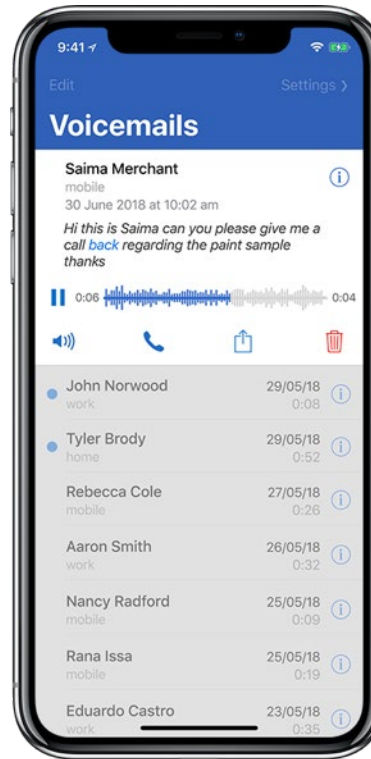 9:41
Edit Settings
Voicemails
Saima Merchant
mobile
30 June 2018 at 10:02 am
Hi this is Saima can you please give me a
call back regarding the paint sample
thanks
0:06 0:04
John Norwood 29/05/18
work 0:08
Tyler Brody 29/05/18
home 0:52
Rebecca Cole 27/05/18
mobile 0:26
Aaron Smith 26/05/18
work 0:32
Nancy Radford 25/05/18
mobile 0:09
Rana Issa 25/05/18
mobile 0:19
Eduardo Castro 23/05/18
work 0:35